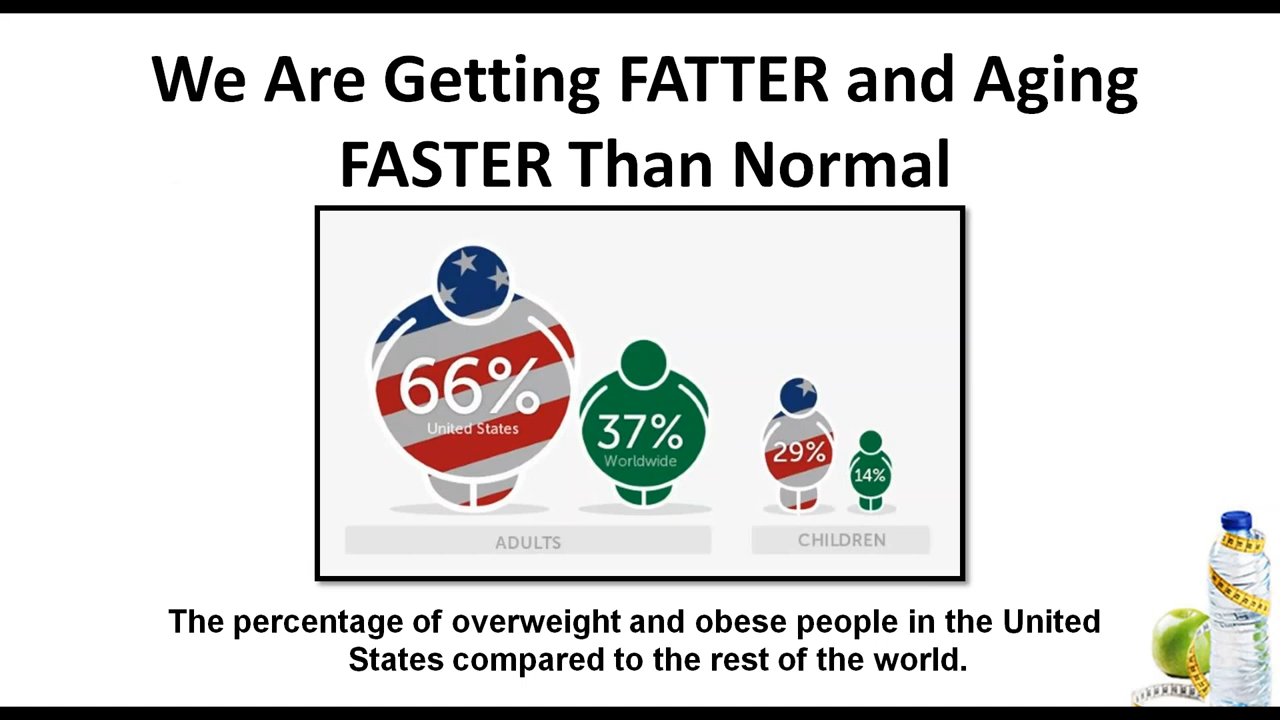 We Are Getting FATTER and Aging
FASTER Than Normal
66%
United States
37%
Worldwide
29%
14%
ADULTS
CHILDREN
The percentage of overweight and obese people in the United
States compared to the rest of the world.